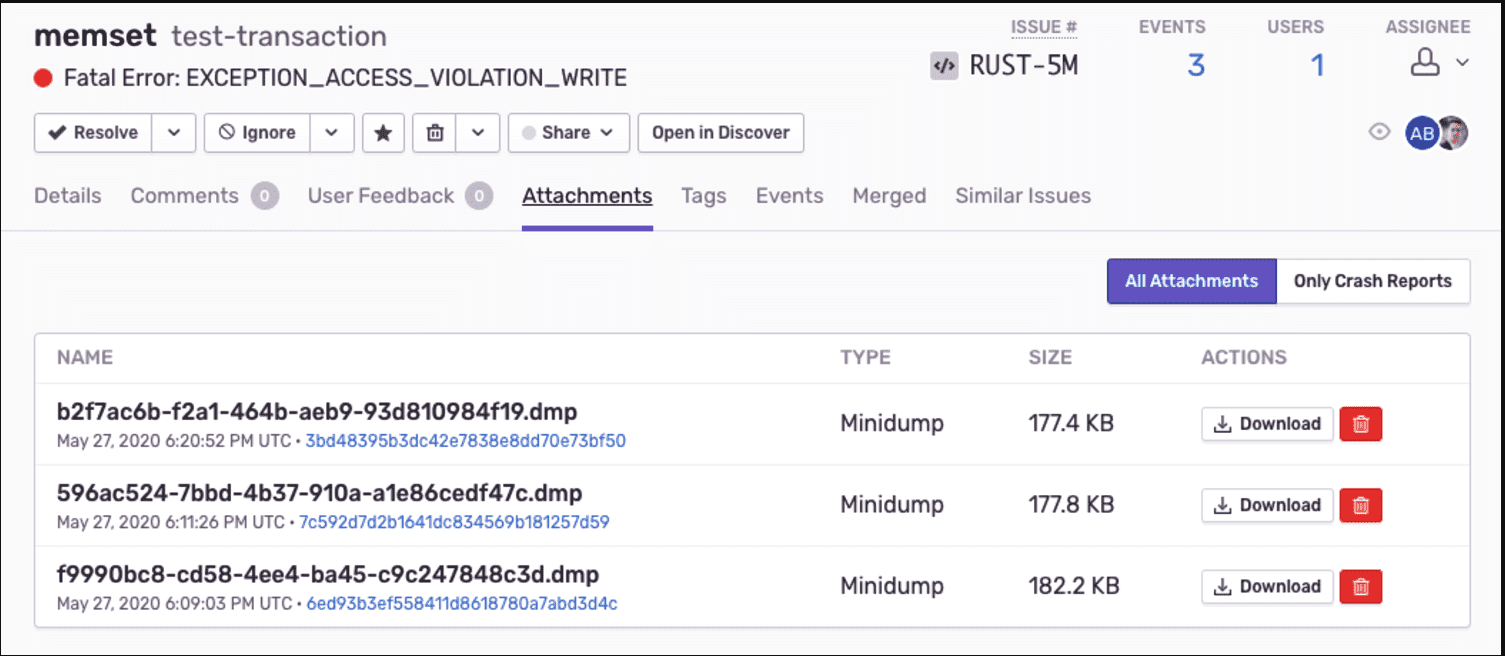 memset test-transaction
ISSUE # EVENTS USERS ASSIGNEE
Fatal Error: EXCEPTION_ACCESS_VIOLATION_WRITE
RUST-5M 3 1
Resolve Ignore Share Open in Discover
AB
Details Comments 0 User Feedback 0 Attachments Tags Events Merged Similar Issues
All Attachments Only Crash Reports
NAME TYPE SIZE ACTIONS
b2f7ac6b-f2a1-464b-aeb9-93d810984f19.dmp Minidump 177.4 KB Download
May 27, 2020 6:20:52 PM UTC • 3bd48395b3dc42e7838e8dd70e73bf50
596ac524-7bbd-4b37-910a-a1e86cedf47c.dmp Minidump 177.8 KB Download
May 27, 2020 6:11:26 PM UTC • 7c592d7d2b1641dc834569b181257d59
f9990bc8-cd58-4ee4-ba45-c9c247848c3d.dmp Minidump 182.2 KB Download
May 27, 2020 6:09:03 PM UTC • 6ed93b3ef558411d8618780a7abd3d4c